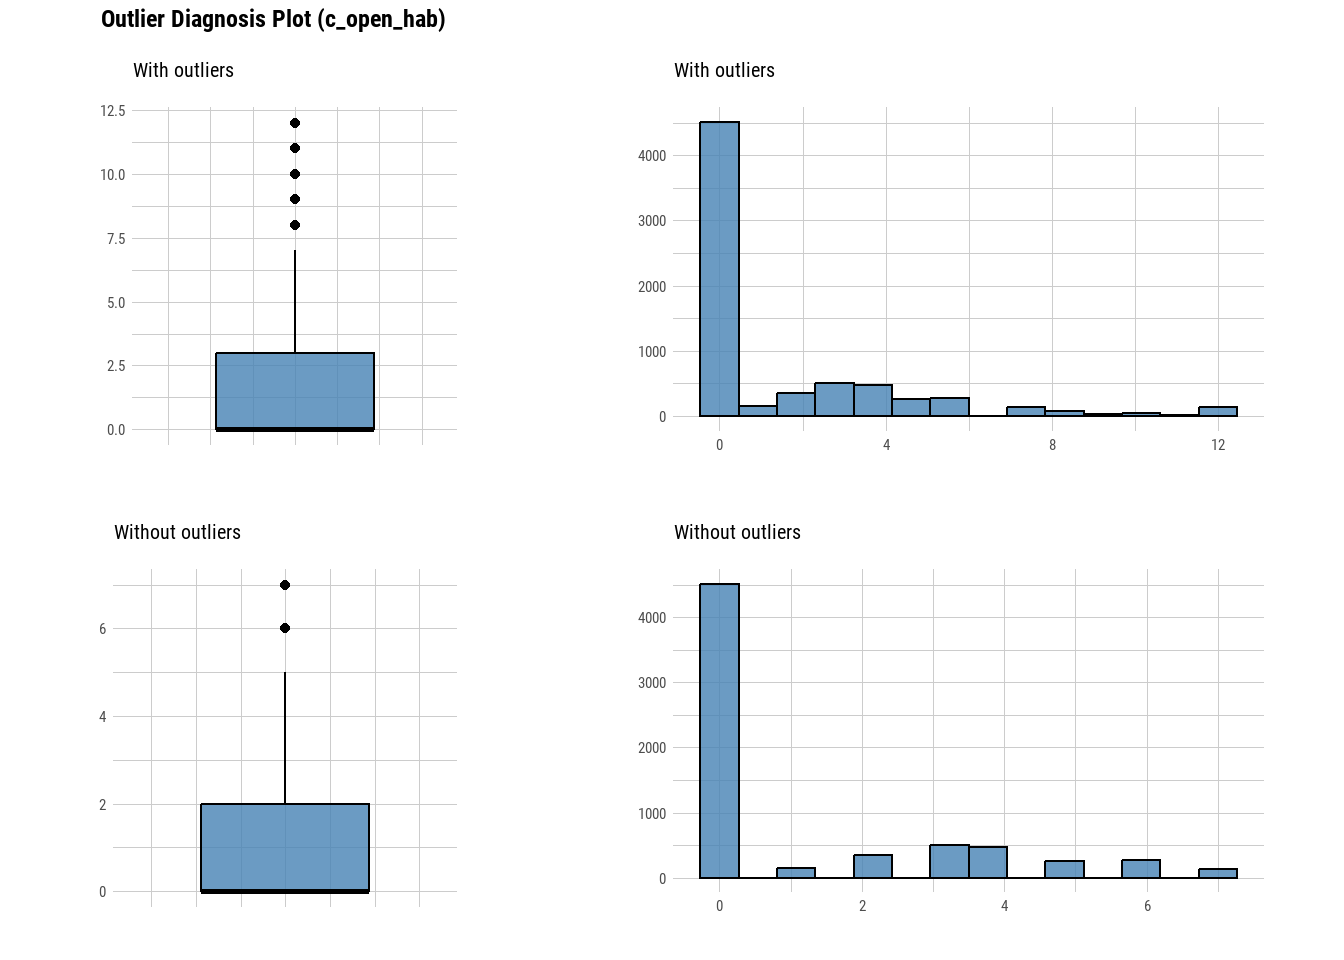 Outlier Diagnosis Plot (c_open_hab)
With outliers
12.5
10.0
7.5
5.0
2.5
0.0
With outliers
4000
3000
2000
1000
0
0 4 8 12
Without outliers
6
4
2
0
Without outliers
4000
3000
2000
1000
0
0 2 4 6